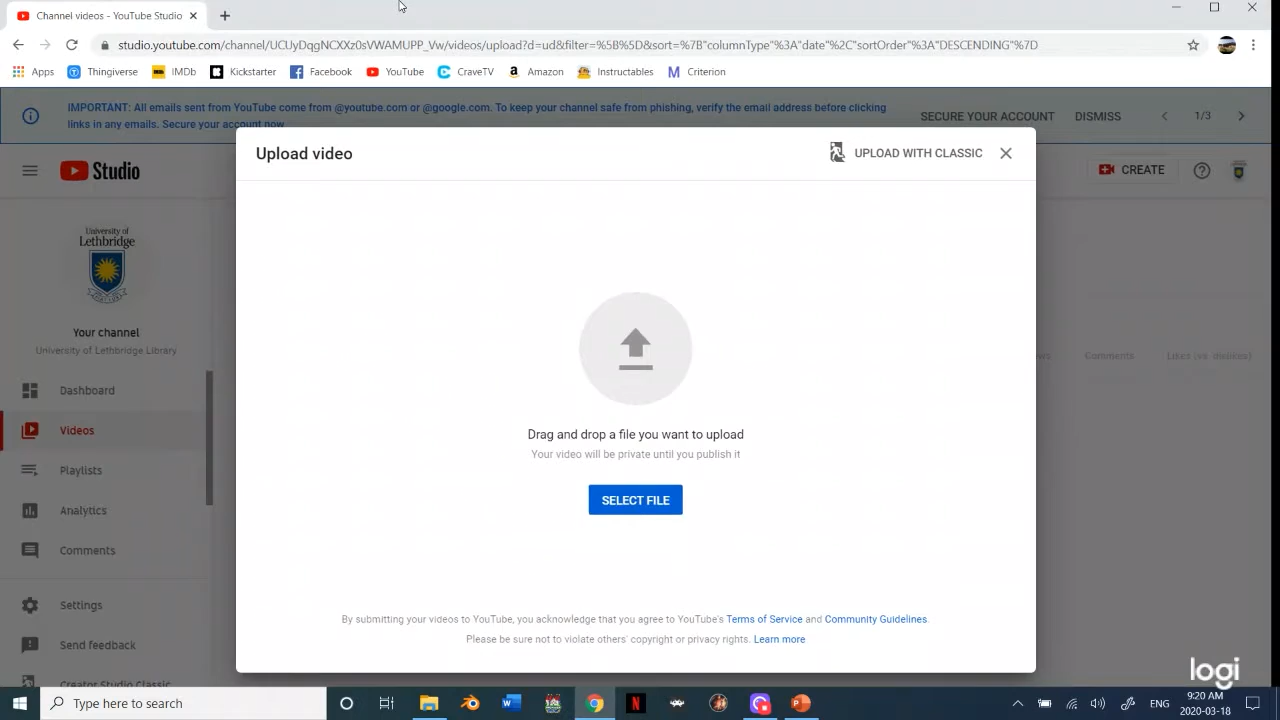 Channel videos - YouTube Studio
studio.youtube.com/channel/UCUyDqgNCXXz0sVWAMUPP_Vw/videos/upload?d=ud&filter=%5B%5D&sort=%7B"columnType"%3A"date"%2C"sortOrder"%3A"DESCENDING"%7D
Apps Thingiverse IMDb Kickstarter Facebook YouTube CraveTV Amazon Instructables Criterion
IMPORTANT: All emails sent from YouTube come from @youtube.com or @google.com. To keep your channel safe from phishing, verify the email address before clicking
links in any emails. Secure your account now
SECURE YOUR ACCOUNT DISMISS 1/3
Studio
CREATE
University of
Lethbridge
Your channel
University of Lethbridge Library
Dashboard
Videos
Playlists
Analytics
Comments
Settings
Send feedback
Creator Studio Classic
Upload video
UPLOAD WITH CLASSIC
Drag and drop a file you want to upload
Your video will be private until you publish it
SELECT FILE
By submitting your videos to YouTube, you acknowledge that you agree to YouTube's Terms of Service and Community Guidelines.
Please be sure not to violate others' copyright or privacy rights. Learn more
Comments Likes (vs. dislikes)
logi
Type here to search
ENG
9:20 AM
2020-03-18